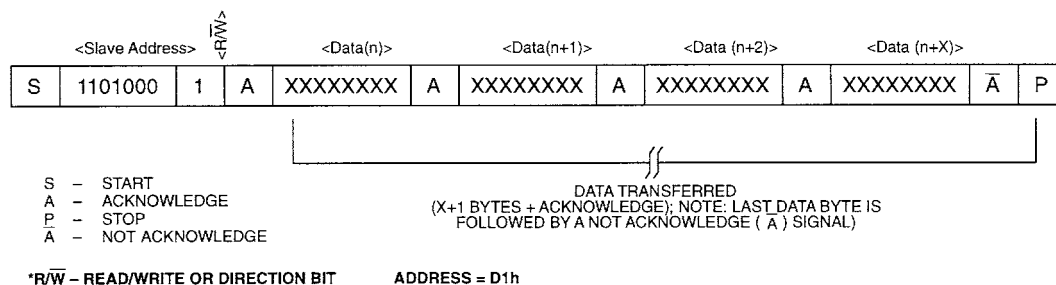 <Slave Address> <R/W̅> <Data(n)> <Data(n+1)> <Data (n+2)> <Data (n+X)>
S 1101000 1 A XXXXXXXX A XXXXXXXX A XXXXXXXX A XXXXXXXX A̅ P
S – START
A – ACKNOWLEDGE
P – STOP
A̅ – NOT ACKNOWLEDGE
DATA TRANSFERRED
(X+1 BYTES + ACKNOWLEDGE); NOTE: LAST DATA BYTE IS
FOLLOWED BY A NOT ACKNOWLEDGE ( A̅ ) SIGNAL)
*R/W̅ – READ/WRITE OR DIRECTION BIT ADDRESS = D1h